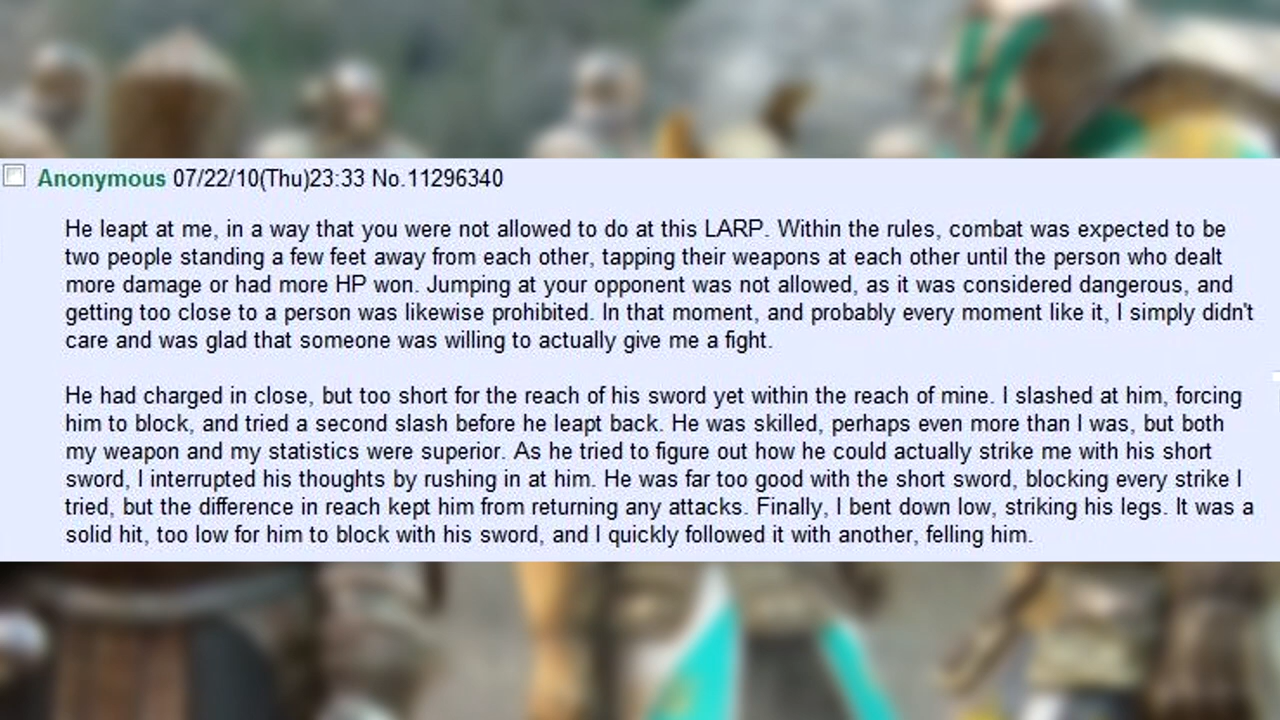 Anonymous 07/22/10(Thu)23:33 No.11296340
He leapt at me, in a way that you were not allowed to do at this LARP. Within the rules, combat was expected to be
two people standing a few feet away from each other, tapping their weapons at each other until the person who dealt
more damage or had more HP won. Jumping at your opponent was not allowed, as it was considered dangerous, and
getting too close to a person was likewise prohibited. In that moment, and probably every moment like it, I simply didn't
care and was glad that someone was willing to actually give me a fight.
He had charged in close, but too short for the reach of his sword yet within the reach of mine. I slashed at him, forcing
him to block, and tried a second slash before he leapt back. He was skilled, perhaps even more than I was, but both
my weapon and my statistics were superior. As he tried to figure out how he could actually strike me with his short
sword, I interrupted his thoughts by rushing in at him. He was far too good with the short sword, blocking every strike I
tried, but the difference in reach kept him from returning any attacks. Finally, I bent down low, striking his legs. It was a
solid hit, too low for him to block with his sword, and I quickly followed it with another, felling him.